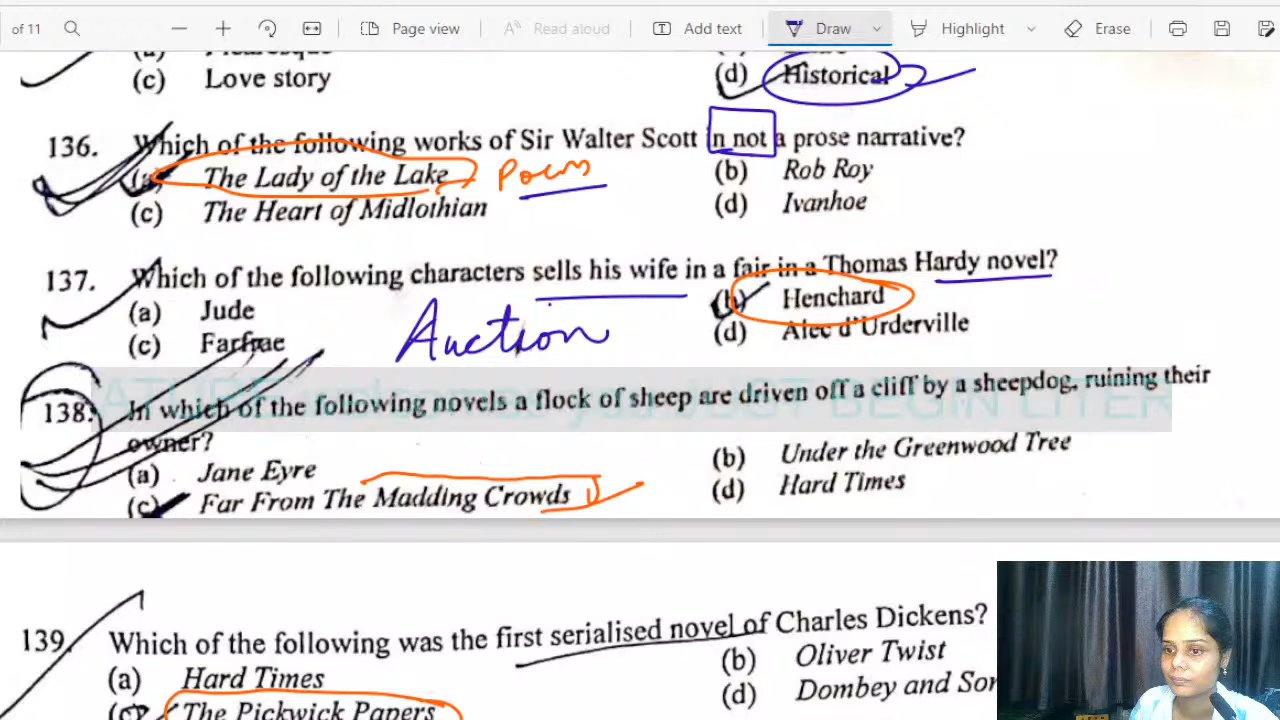 of 11 Page view Read aloud Add text Draw Highlight Erase
(c) Love story
(d) Historical
136. Which of the following works of Sir Walter Scott in not a prose narrative?
(a) The Lady of the Lake Poem
(b) Rob Roy
(c) The Heart of Midlothian
(d) Ivanhoe
137. Which of the following characters sells his wife in a fair in a Thomas Hardy novel?
(a) Jude
(b) Henchard
(c) Farfrae
(d) Alec d'Urderville
Auction
138. In which of the following novels a flock of sheep are driven off a cliff by a sheepdog, ruining their
owner?
(a) Jane Eyre
(b) Under the Greenwood Tree
(c) Far From The Madding Crowds
(d) Hard Times
139. Which of the following was the first serialised novel of Charles Dickens?
(a) Hard Times
(b) Oliver Twist
(c) The Pickwick Papers
(d) Dombey and Son